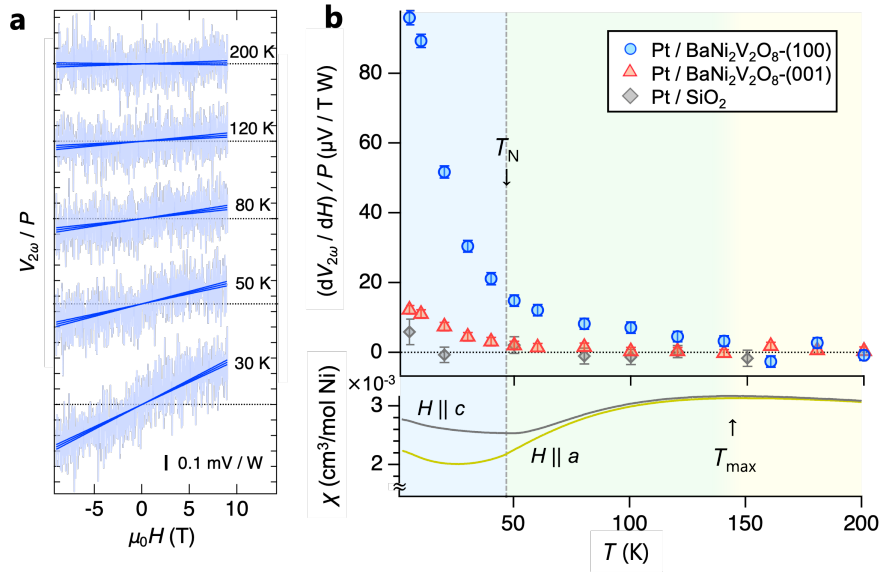 a
200 K
120 K
80 K
50 K
30 K
0.1 mV / W
V2ω / P
-5 0 5 10
μ0H (T)
b
Pt / BaNi2V2O8-(100)
Pt / BaNi2V2O8-(001)
Pt / SiO2
TN
↓
80
60
40
20
0
(dV2ω / dH) / P (μV / T W)
×10-3
3
2
χ (cm3/mol Ni)
H || c
H || a
↑
Tmax
50 100 150 200
T (K)